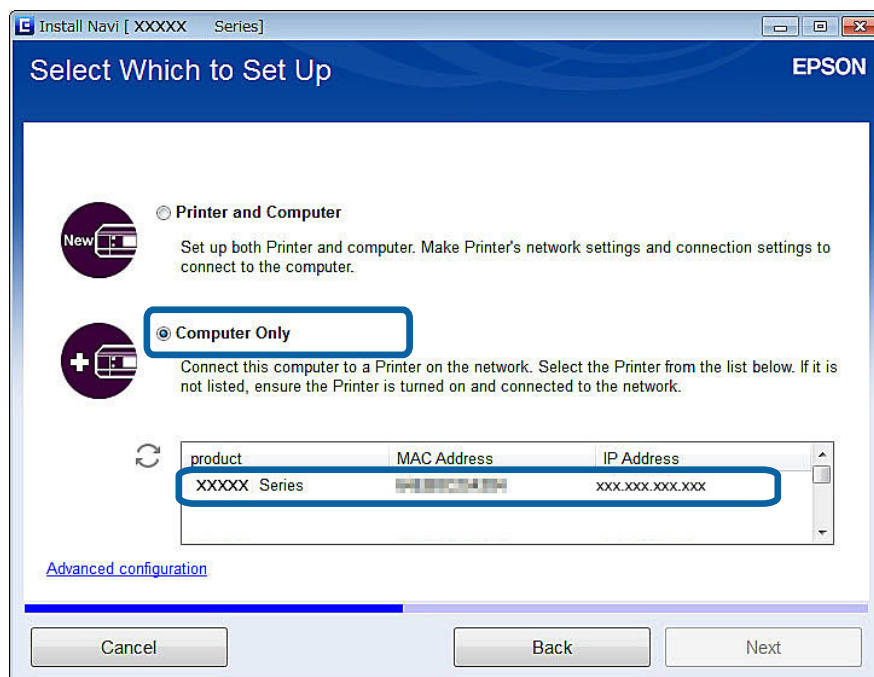 Install Navi [ XXXXX Series]
Select Which to Set Up
EPSON
New
Printer and Computer
Set up both Printer and computer. Make Printer's network settings and connection settings to
connect to the computer.
Computer Only
Connect this computer to a Printer on the network. Select the Printer from the list below. If it is
not listed, ensure the Printer is turned on and connected to the network.
product MAC Address IP Address
XXXXX Series xxx.xxx.xxx.xxx
Advanced configuration
Cancel Back Next